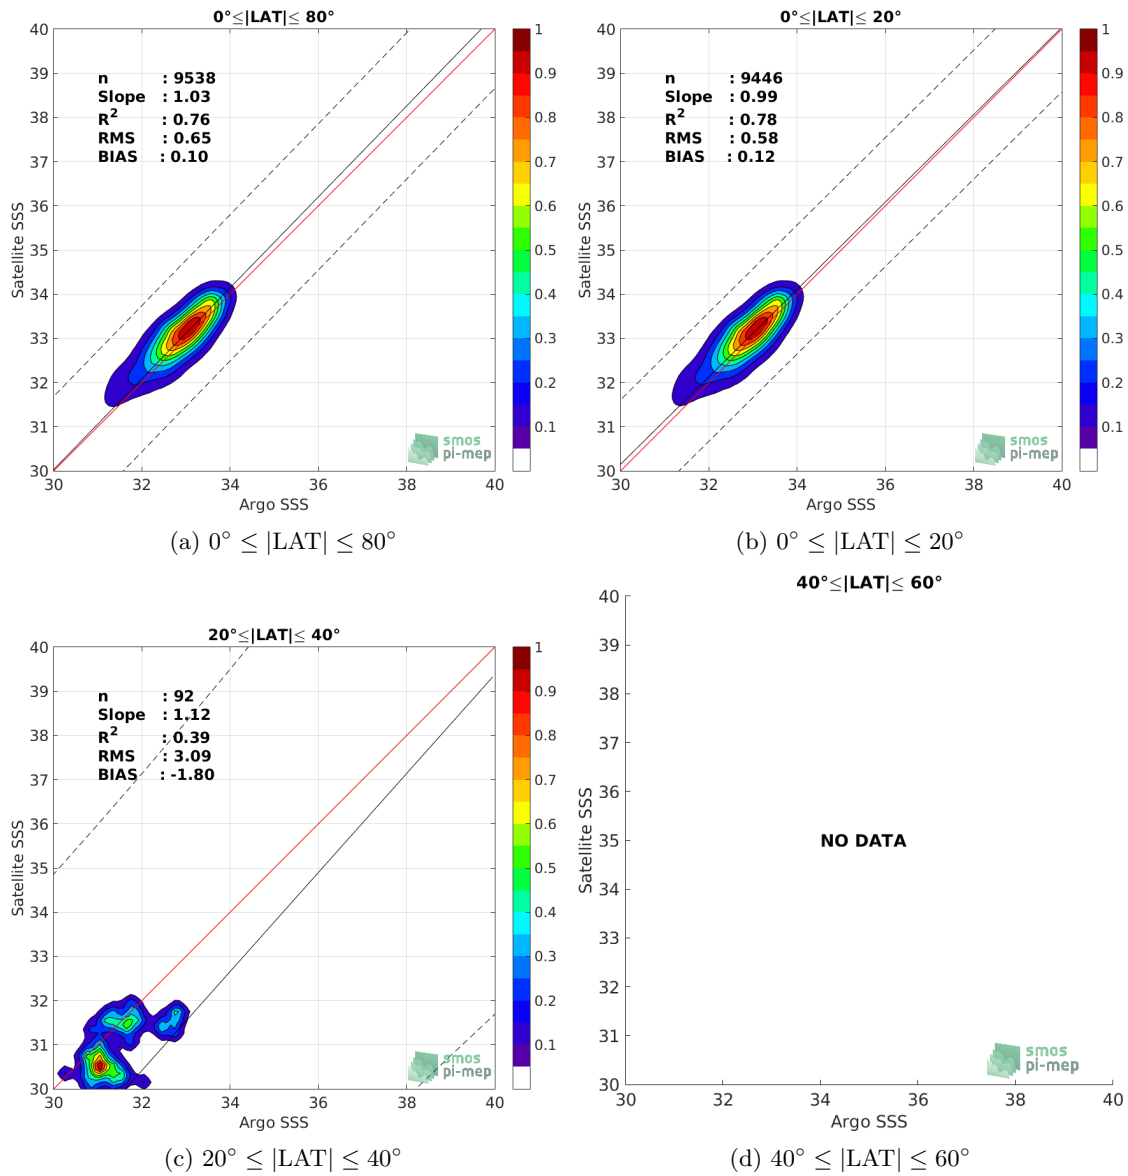 0°≤|LAT|≤ 80°
40
39
38
37
36
35
34
33
32
31
30
Satellite SSS
n : 9538
Slope : 1.03
R2 : 0.76
RMS : 0.65
BIAS : 0.10
smos
pi-mep
30 32 34 36 38 40
Argo SSS
1
0.9
0.8
0.7
0.6
0.5
0.4
0.3
0.2
0.1
(a) 0° ≤ |LAT| ≤ 80°
0°≤|LAT|≤ 20°
40
39
38
37
36
35
34
33
32
31
30
Satellite SSS
n : 9446
Slope : 0.99
R2 : 0.78
RMS : 0.58
BIAS : 0.12
smos
pi-mep
30 32 34 36 38 40
Argo SSS
1
0.9
0.8
0.7
0.6
0.5
0.4
0.3
0.2
0.1
(b) 0° ≤ |LAT| ≤ 20°
20°≤|LAT|≤ 40°
40
39
38
37
36
35
34
33
32
31
30
Satellite SSS
n : 92
Slope : 1.12
R2 : 0.39
RMS : 3.09
BIAS : -1.80
smos
pi-mep
30 32 34 36 38 40
Argo SSS
1
0.9
0.8
0.7
0.6
0.5
0.4
0.3
0.2
0.1
(c) 20° ≤ |LAT| ≤ 40°
40°≤|LAT|≤ 60°
40
39
38
37
36
35
34
33
32
31
30
Satellite SSS
NO DATA
smos
pi-mep
30 32 34 36 38 40
Argo SSS
(d) 40° ≤ |LAT| ≤ 60°